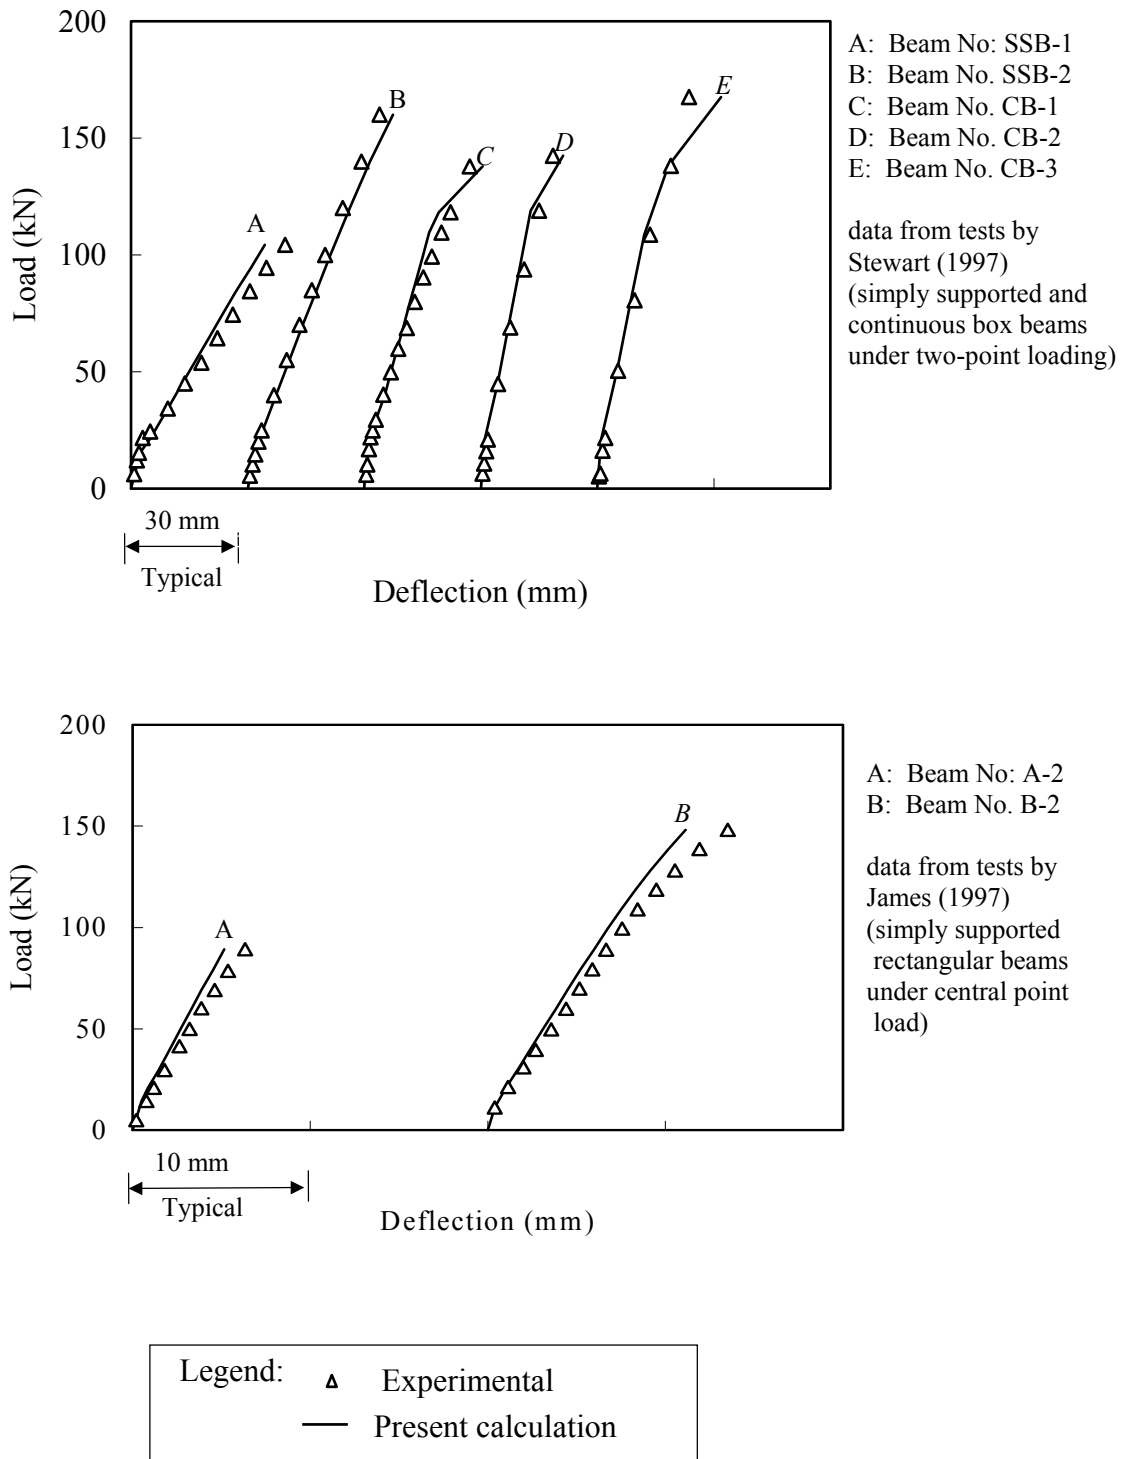 200
150
100
50
0
Load (kN)
A
B
C
D
E
30 mm
Typical
Deflection (mm)
A: Beam No: SSB-1
B: Beam No. SSB-2
C: Beam No. CB-1
D: Beam No. CB-2
E: Beam No. CB-3
data from tests by
Stewart (1997)
(simply supported and
continuous box beams
under two-point loading)
200
150
100
50
0
Load (kN)
A
B
10 mm
Typical
Deflection (mm)
A: Beam No: A-2
B: Beam No. B-2
data from tests by
James (1997)
(simply supported
rectangular beams
under central point
load)
Legend:
Experimental
Present calculation